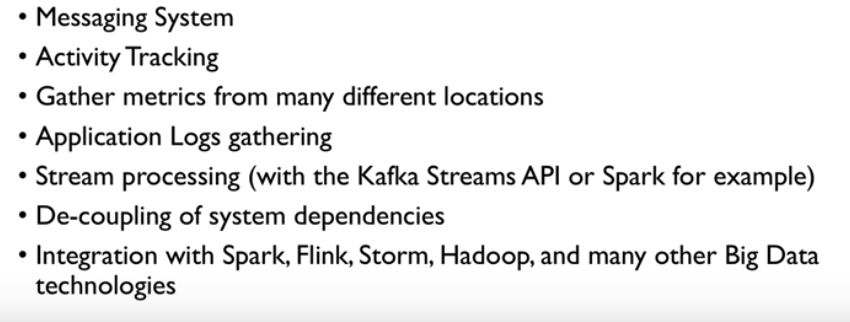 • Messaging System
• Activity Tracking
• Gather metrics from many different locations
• Application Logs gathering
• Stream processing (with the Kafka Streams API or Spark for example)
• De-coupling of system dependencies
• Integration with Spark, Flink, Storm, Hadoop, and many other Big Data
technologies